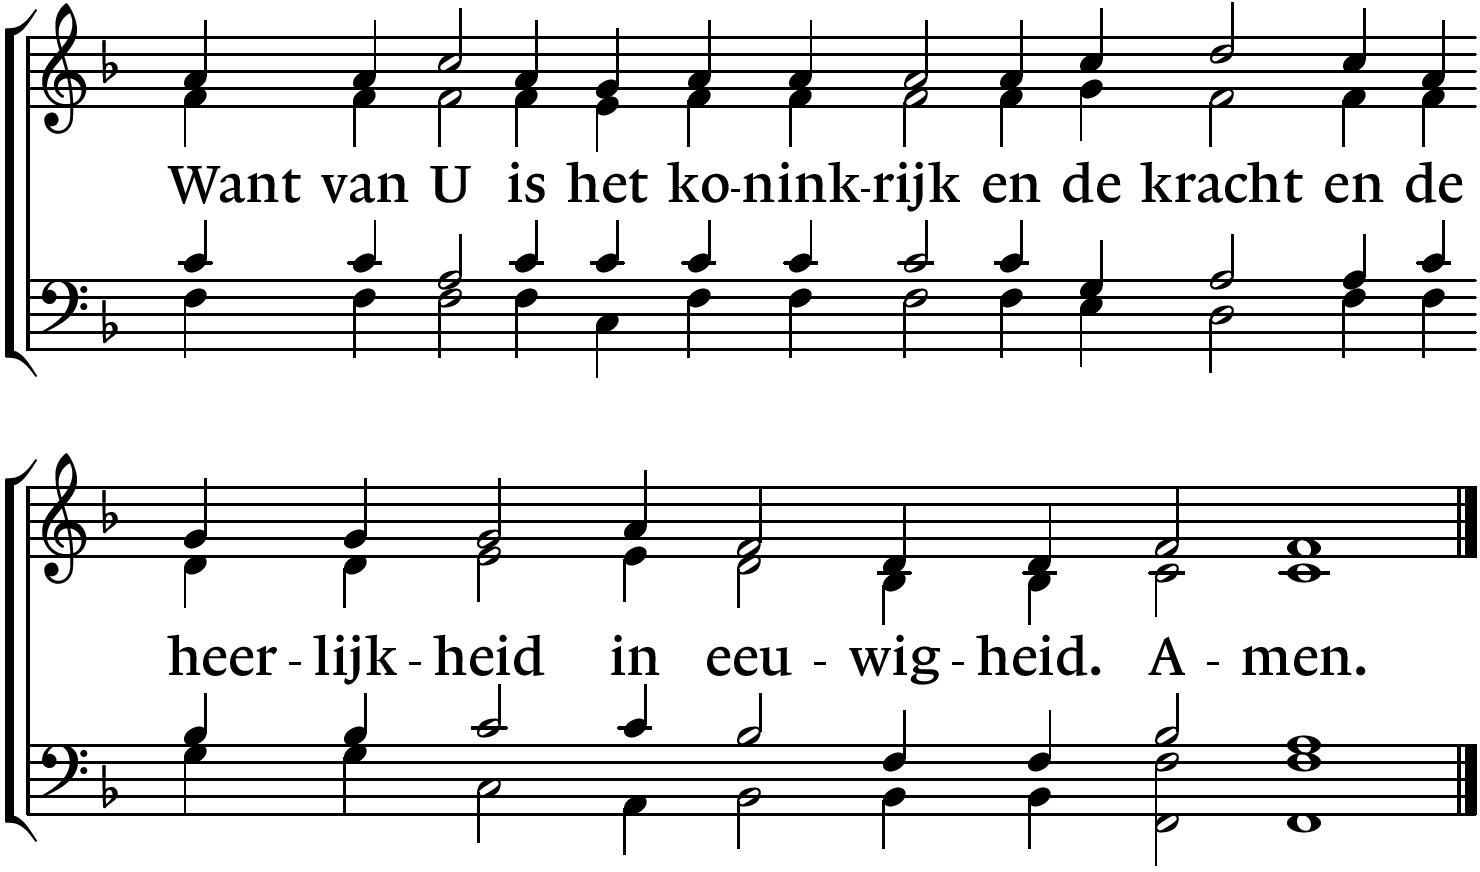 Want van U is het ko-nink-rijk en de kracht en de
heer - lijk - heid in eeu - wig - heid. A - men.